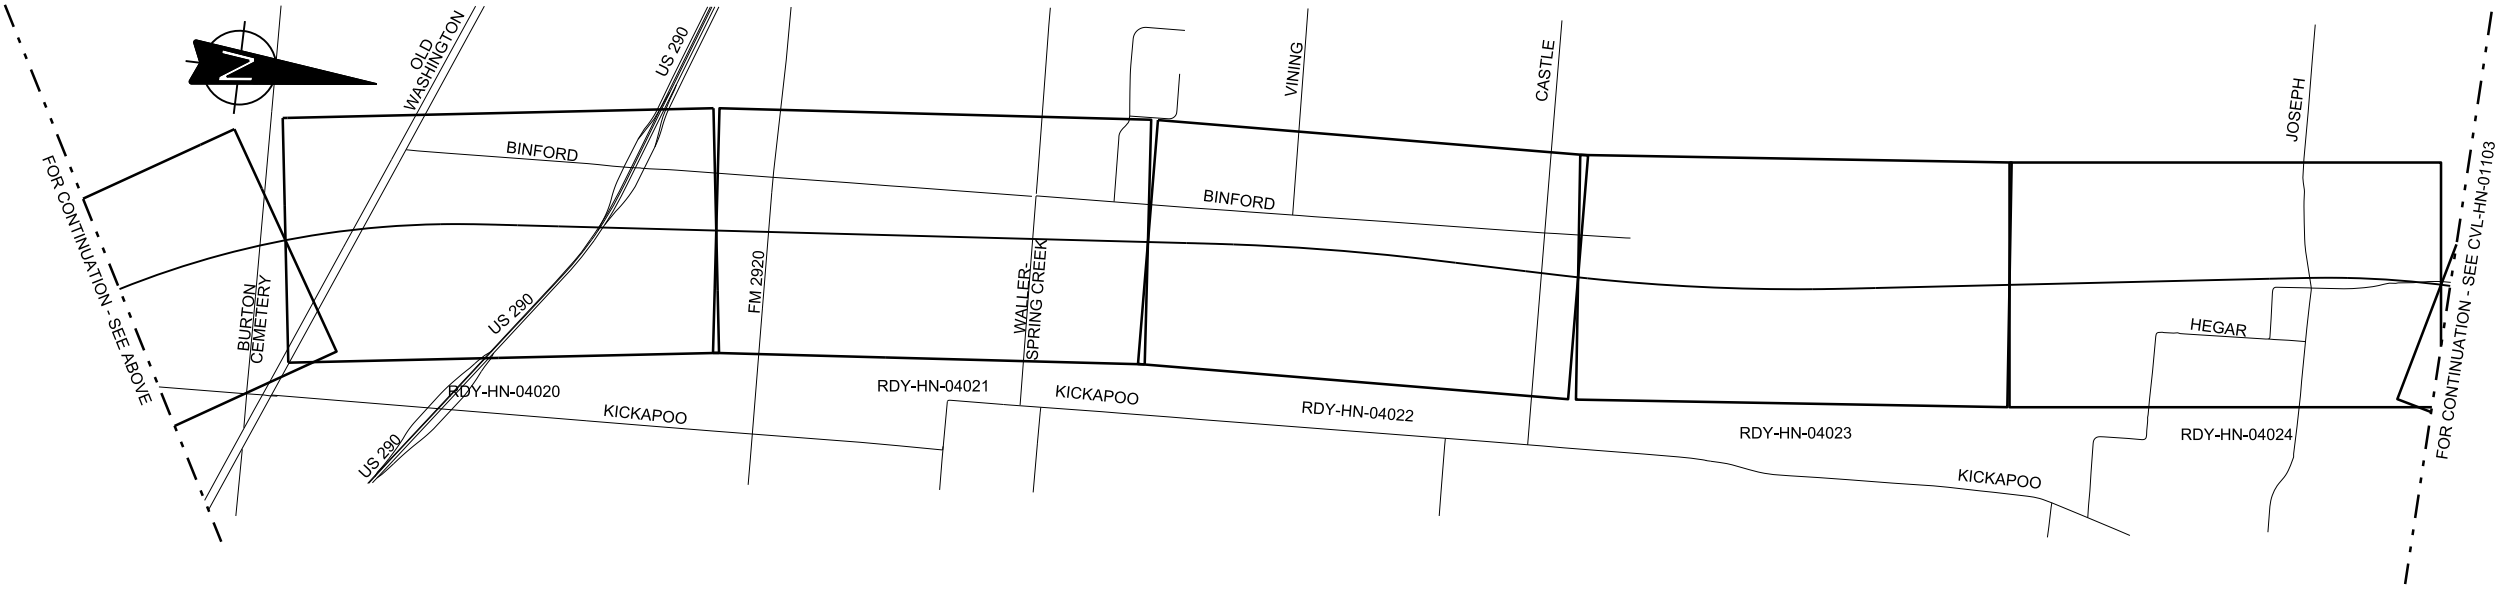 OLD
WASHINGTON
US 290
VINING
CASTLE
JOSEPH
N
BINFORD
BINFORD
FOR CONTINUATION - SEE ABOVE
FOR CONTINUATION - SEE CVL-HN-01103
BURTON
CEMETERY
US 290
FM 2920
WALLER-
SPRING CREEK
HEGAR
RDY-HN-04020
RDY-HN-04021
KICKAPOO
KICKAPOO
RDY-HN-04022
RDY-HN-04023
RDY-HN-04024
US 290
KICKAPOO